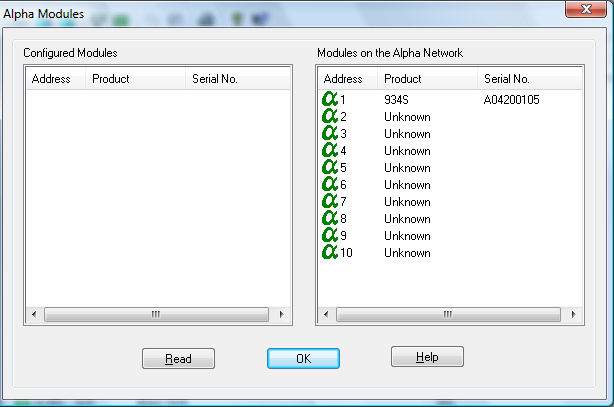 Alpha Modules
Configured Modules
Modules on the Alpha Network
Address Product Serial No.
Address Product Serial No.
α 1 934S A04200105
α 2 Unknown
α 3 Unknown
α 4 Unknown
α 5 Unknown
α 6 Unknown
α 7 Unknown
α 8 Unknown
α 9 Unknown
α 10 Unknown
Read OK Help